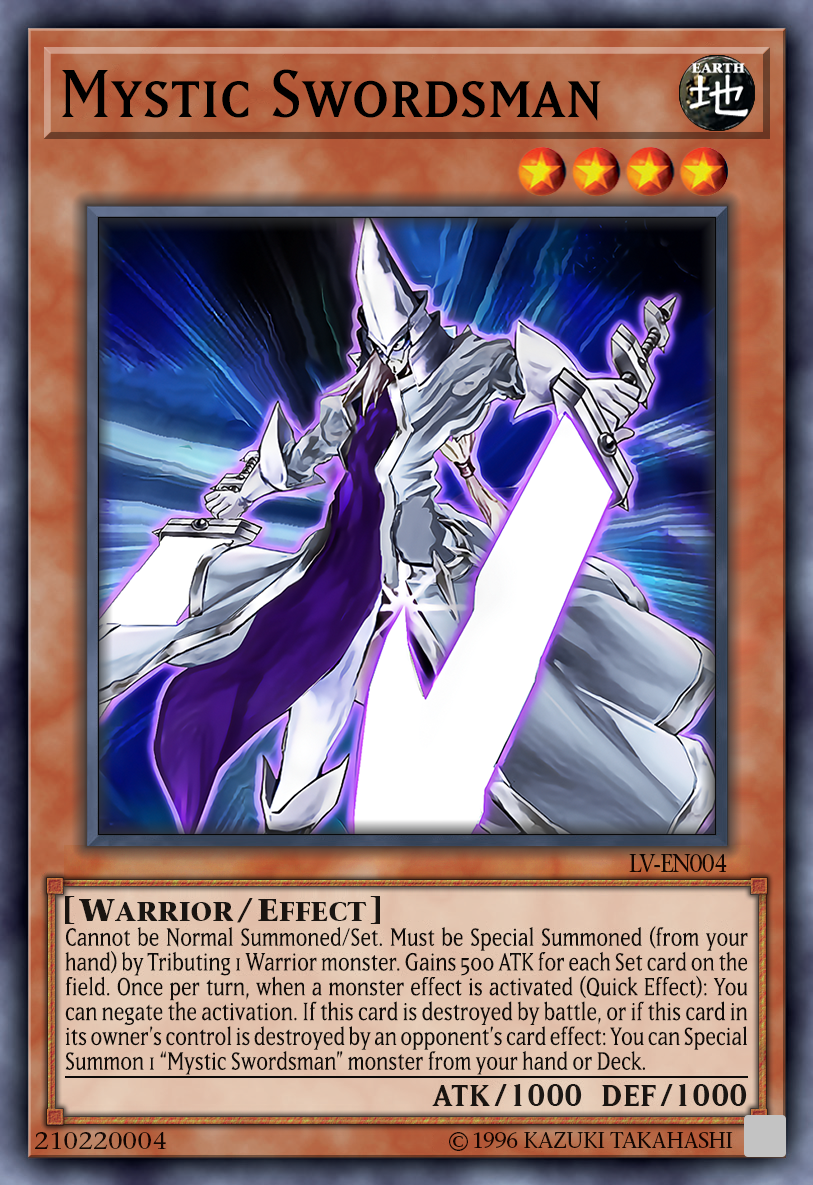 Mystic Swordsman
EARTH
地
LV-EN004
[Warrior/Effect]
Cannot be Normal Summoned/Set. Must be Special Summoned (from your
hand) by Tributing 1 Warrior monster. Gains 500 ATK for each Set card on the
field. Once per turn, when a monster effect is activated (Quick Effect): You
can negate the activation. If this card is destroyed by battle, or if this card in
its owner's control is destroyed by an opponent's card effect: You can Special
Summon 1 “Mystic Swordsman” monster from your hand or Deck.
ATK/1000 DEF/1000
210220004 © 1996 KAZUKI TAKAHASHI